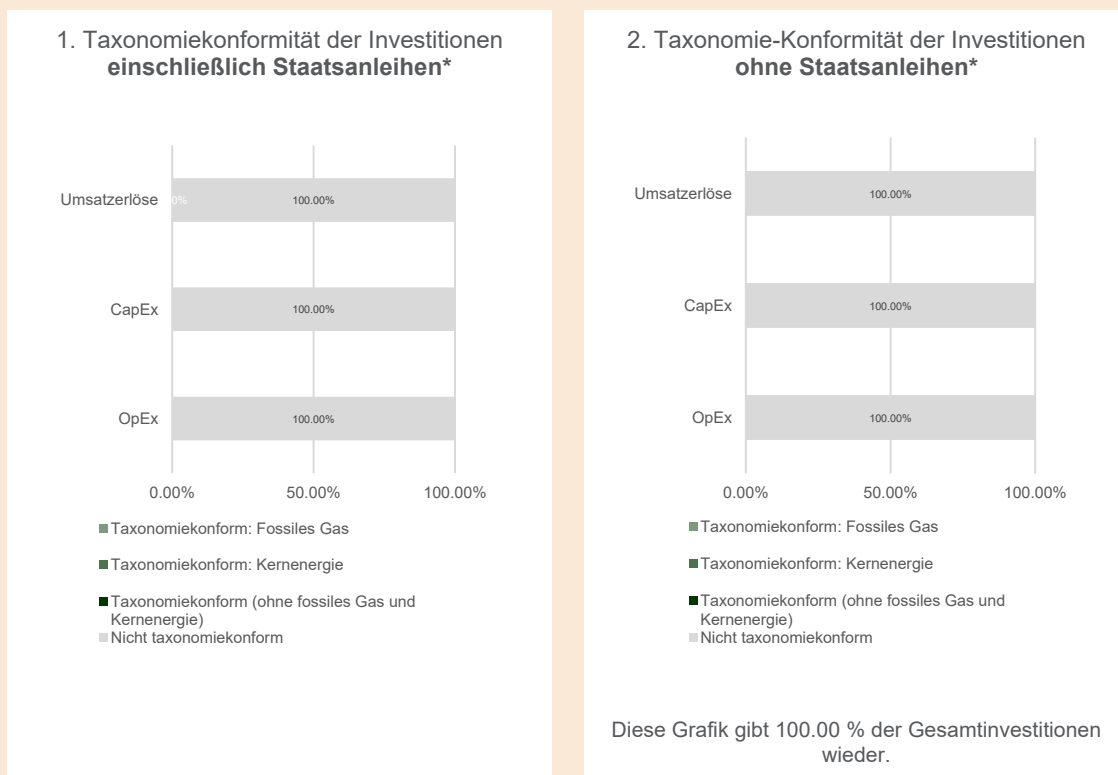 1. Taxonomiekonformität der Investitionen
einschließlich Staatsanleihen*
Umsatzerlöse
0%
100.00%
CapEx
100.00%
OpEx
100.00%
0.00%
50.00%
100.00%
Taxonomiekonform: Fossiles Gas
Taxonomiekonform: Kernenergie
Taxonomiekonform (ohne fossiles Gas und
Kernenergie)
Nicht taxonomiekonform
2. Taxonomie-Konformität der Investitionen
ohne Staatsanleihen*
Umsatzerlöse
100.00%
CapEx
100.00%
OpEx
100.00%
0.00%
50.00%
100.00%
Taxonomiekonform: Fossiles Gas
Taxonomiekonform: Kernenergie
Taxonomiekonform (ohne fossiles Gas und
Kernenergie)
Nicht taxonomiekonform
Diese Grafik gibt 100.00 % der Gesamtinvestitionen
wieder.